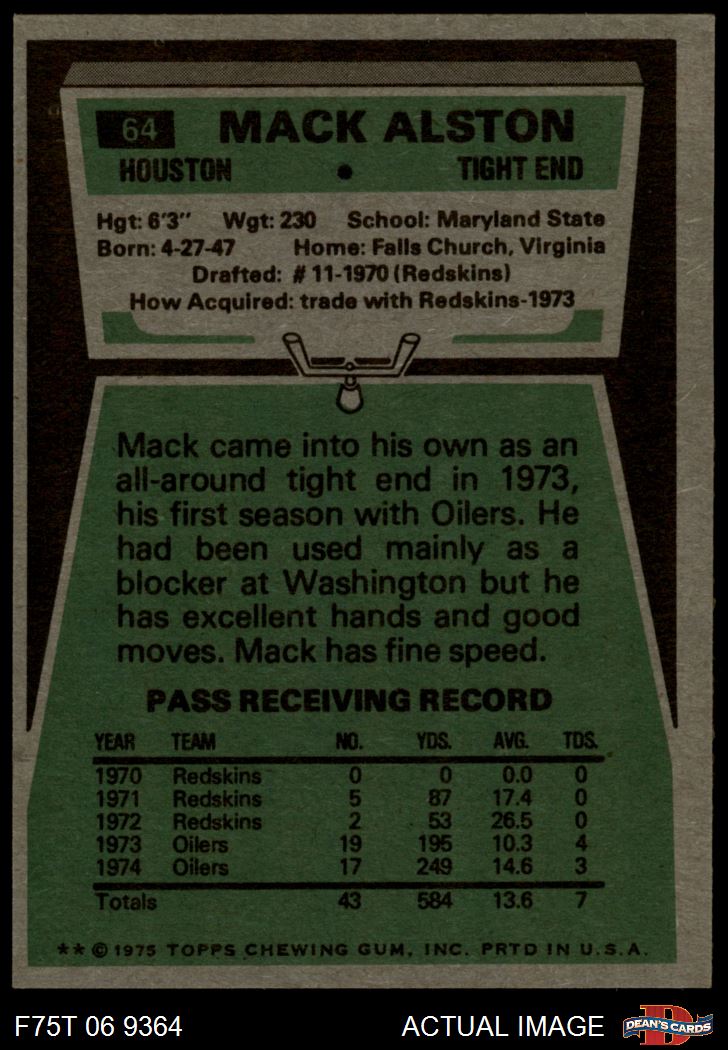 64 MACK ALSTON
HOUSTON • TIGHT END
Hgt: 6'3" Wgt: 230 School: Maryland State
Born: 4-27-47 Home: Falls Church, Virginia
Drafted: #11-1970 (Redskins)
How Acquired: trade with Redskins-1973
Mack came into his own as an
all-around tight end in 1973,
his first season with Oilers. He
had been used mainly as a
blocker at Washington but he
has excellent hands and good
moves. Mack has fine speed.
PASS RECEIVING RECORD
YEAR TEAM NO. YDS. AVG. TDS.
1970 Redskins 0 0 0.0 0
1971 Redskins 5 87 17.4 0
1972 Redskins 2 53 26.5 0
1973 Oilers 19 195 10.3 4
1974 Oilers 17 249 14.6 3
Totals 43 584 13.6 7
** © 1975 TOPPS CHEWING GUM, INC. PRTD IN U.S.A.
F75T 06 9364 ACTUAL IMAGE D DEAN'S CARDS